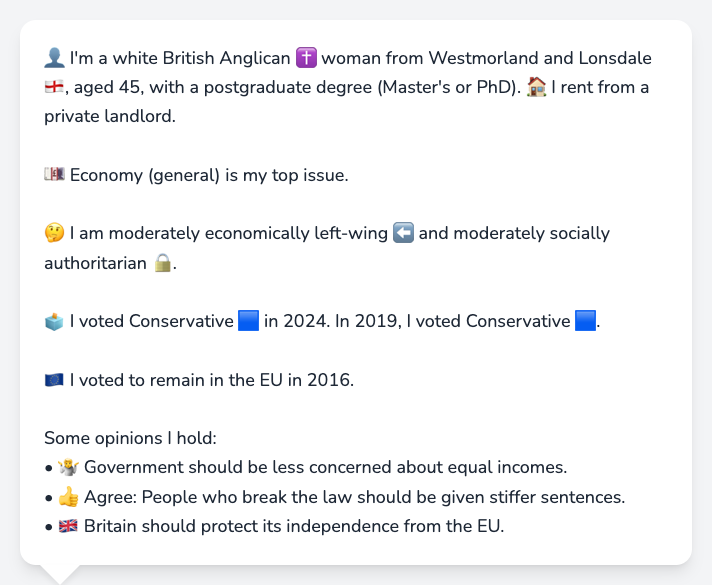 👤 I'm a white British Anglican ✝️ woman from Westmorland and Lonsdale
🏴󠁧󠁢󠁥󠁮󠁧󠁿, aged 45, with a postgraduate degree (Master's or PhD). 🏠 I rent from a
private landlord.
💷 Economy (general) is my top issue.
🤔 I am moderately economically left-wing ⬅️ and moderately socially
authoritarian 🔒.
🗳️ I voted Conservative 🟦 in 2024. In 2019, I voted Conservative 🟦.
🇪🇺 I voted to remain in the EU in 2016.
Some opinions I hold:
• 🤷 Government should be less concerned about equal incomes.
• 👍 Agree: People who break the law should be given stiffer sentences.
• 🇬🇧 Britain should protect its independence from the EU.